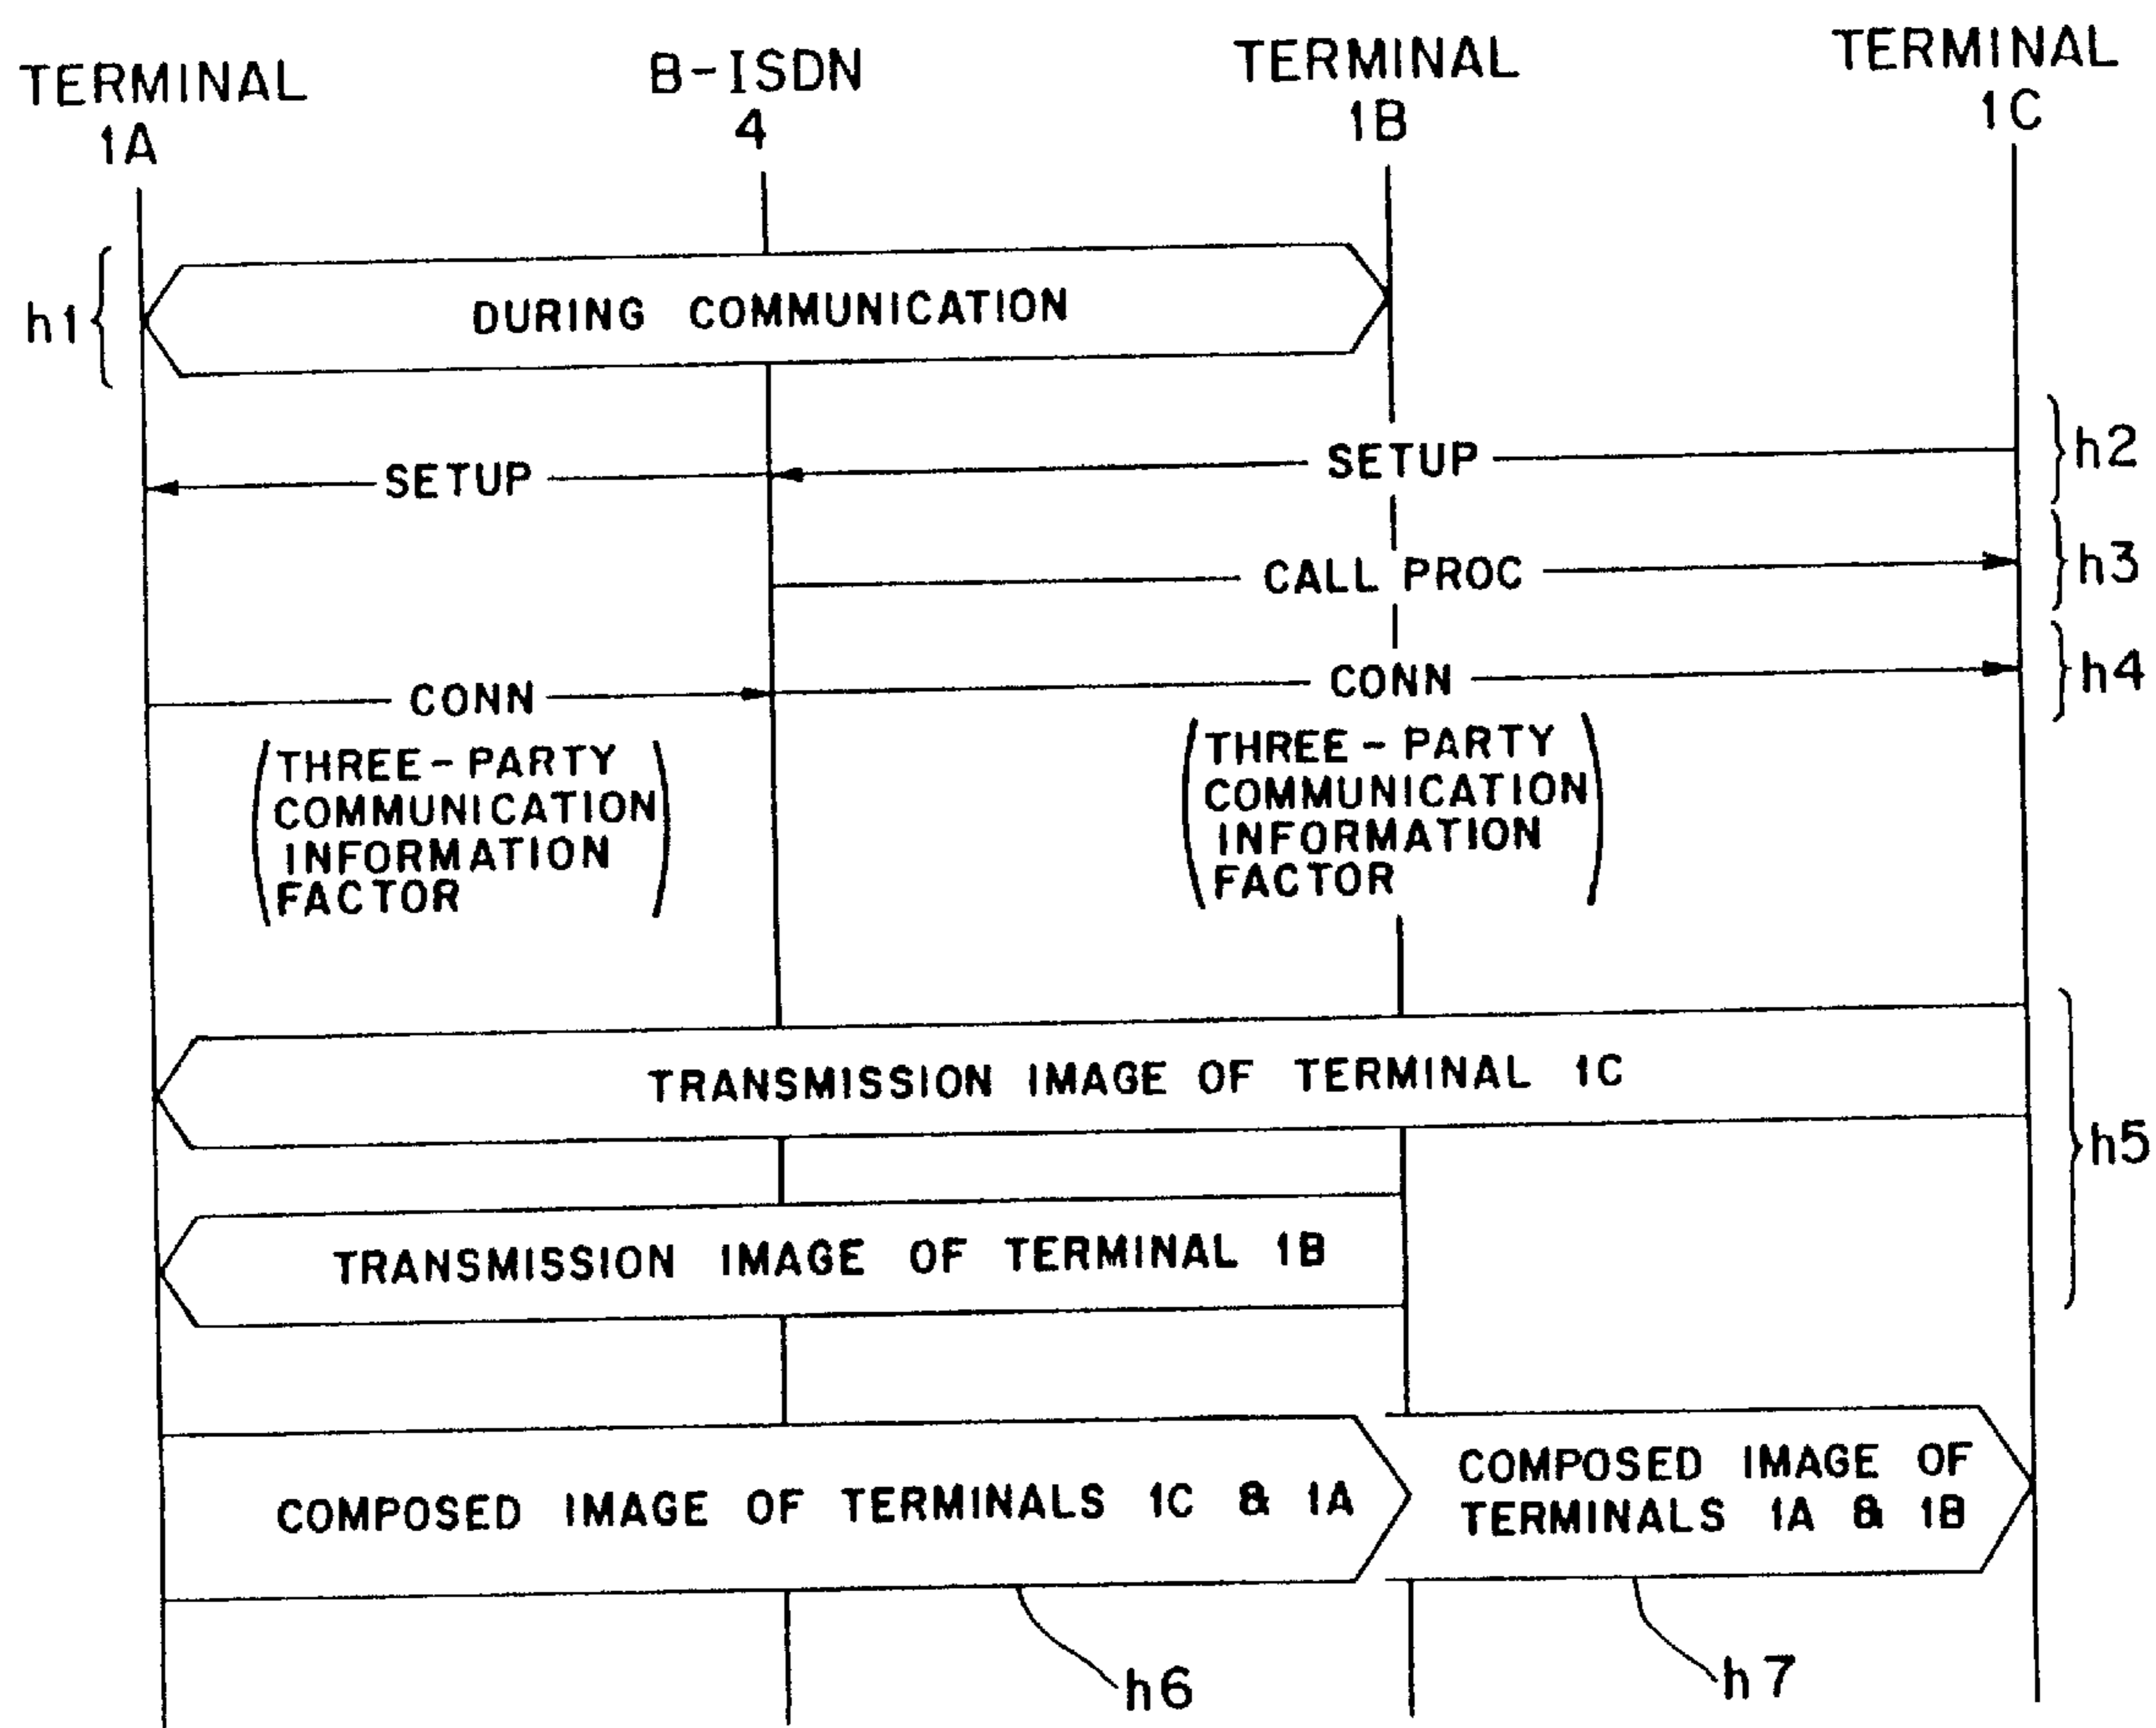 TERMINAL
1A
B-ISDN
4
TERMINAL
1B
TERMINAL
1C
h1
DURING COMMUNICATION
SETUP
SETUP
h2
CALL PROC
h3
CONN
CONN
h4
THREE-PARTY
COMMUNICATION
INFORMATION
FACTOR
THREE-PARTY
COMMUNICATION
INFORMATION
FACTOR
TRANSMISSION IMAGE OF TERMINAL 1C
h5
TRANSMISSION IMAGE OF TERMINAL 1B
COMPOSED IMAGE OF TERMINALS 1C & 1A
COMPOSED IMAGE OF
TERMINALS 1A & 1B
h6
h7